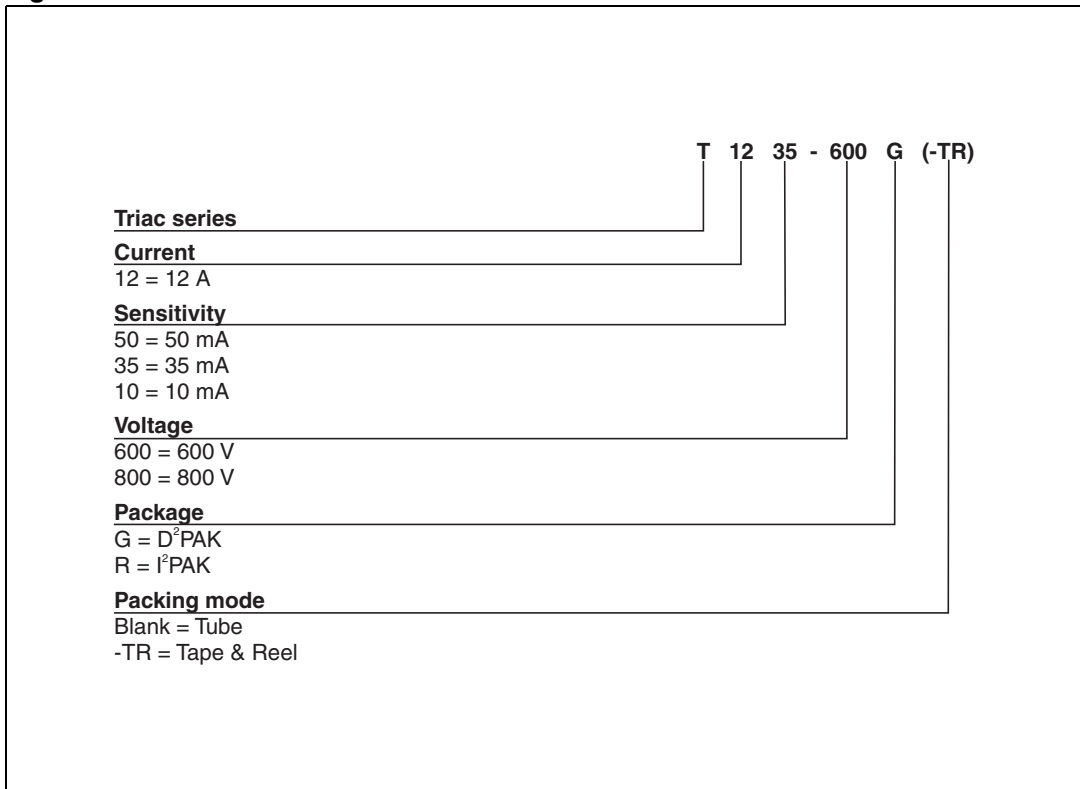 T 12 35 - 600 G (-TR)
Triac series
Current
12 = 12 A
Sensitivity
50 = 50 mA
35 = 35 mA
10 = 10 mA
Voltage
600 = 600 V
800 = 800 V
Package
G = D²PAK
R = I²PAK
Packing mode
Blank = Tube
-TR = Tape & Reel